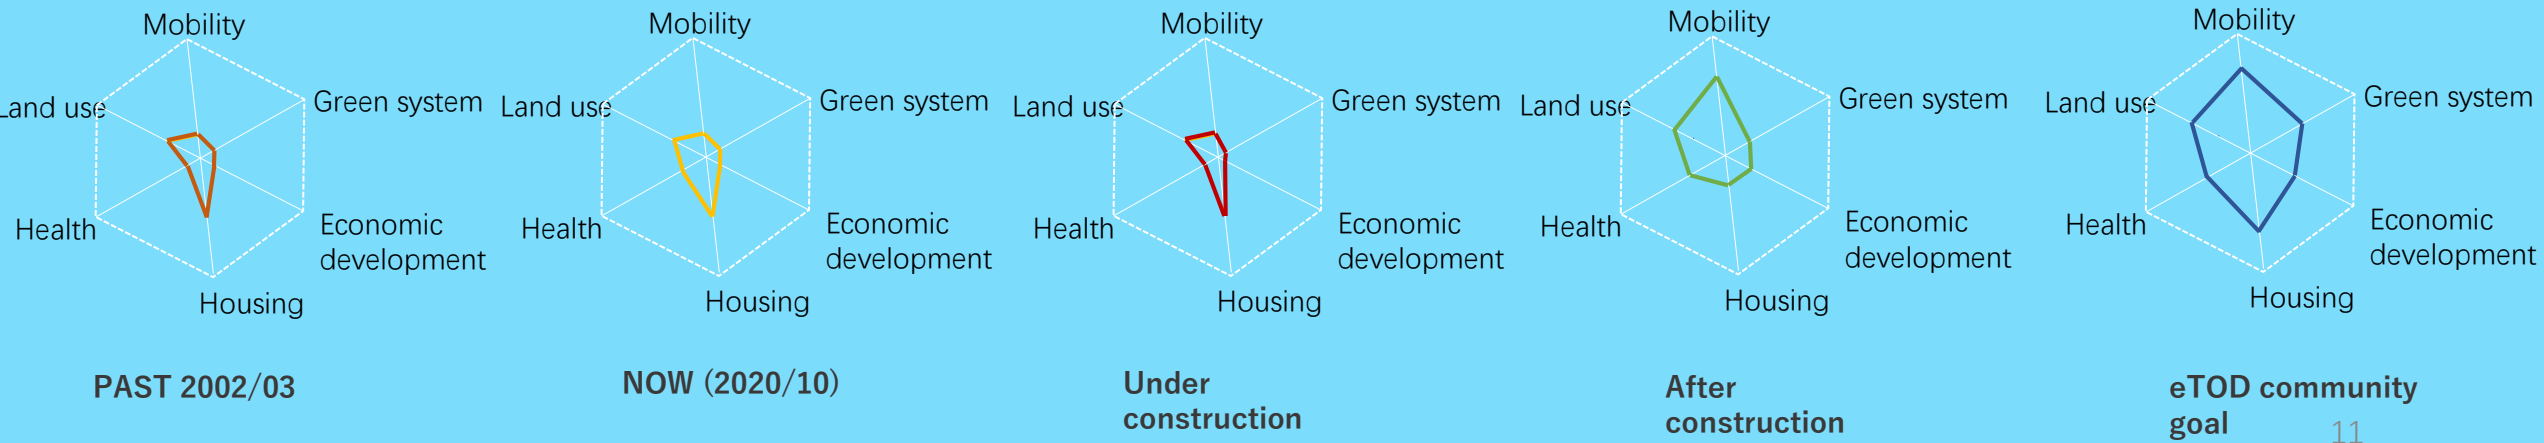 Mobility
Land use
Green system
Health
Economic
development
Housing
PAST 2002/03
Mobility
Land use
Green system
Health
Economic
development
Housing
NOW (2020/10)
Mobility
Land use
Green system
Health
Economic
development
Housing
Under
construction
Mobility
Land use
Green system
Health
Economic
development
Housing
After
construction
Mobility
Land use
Green system
Health
Economic
development
Housing
eTOD community
goal
11